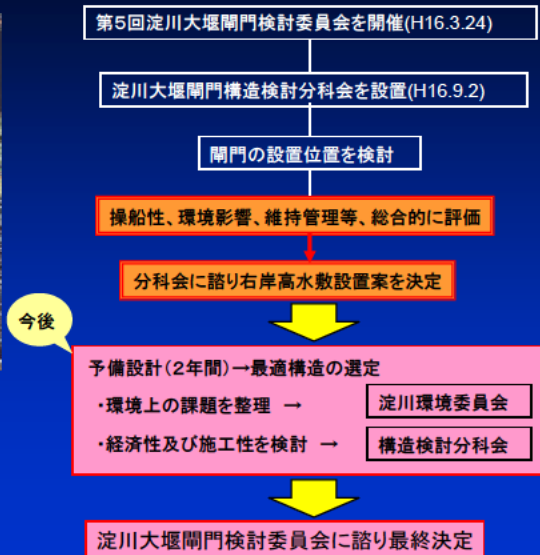 第5回淀川大堰閘門検討委員会を開催(H16.3.24)
淀川大堰閘門構造検討分科会を設置(H16.9.2)
閘門の設置位置を検討
操船性、環境影響、維持管理等、総合的に評価
分科会に諮り右岸高水敷設置案を決定
今後
予備設計(2年間)→最適構造の選定
・環境上の課題を整理 → 淀川環境委員会
・経済性及び施工性を検討 → 構造検討分科会
淀川大堰閘門検討委員会に諮り最終決定